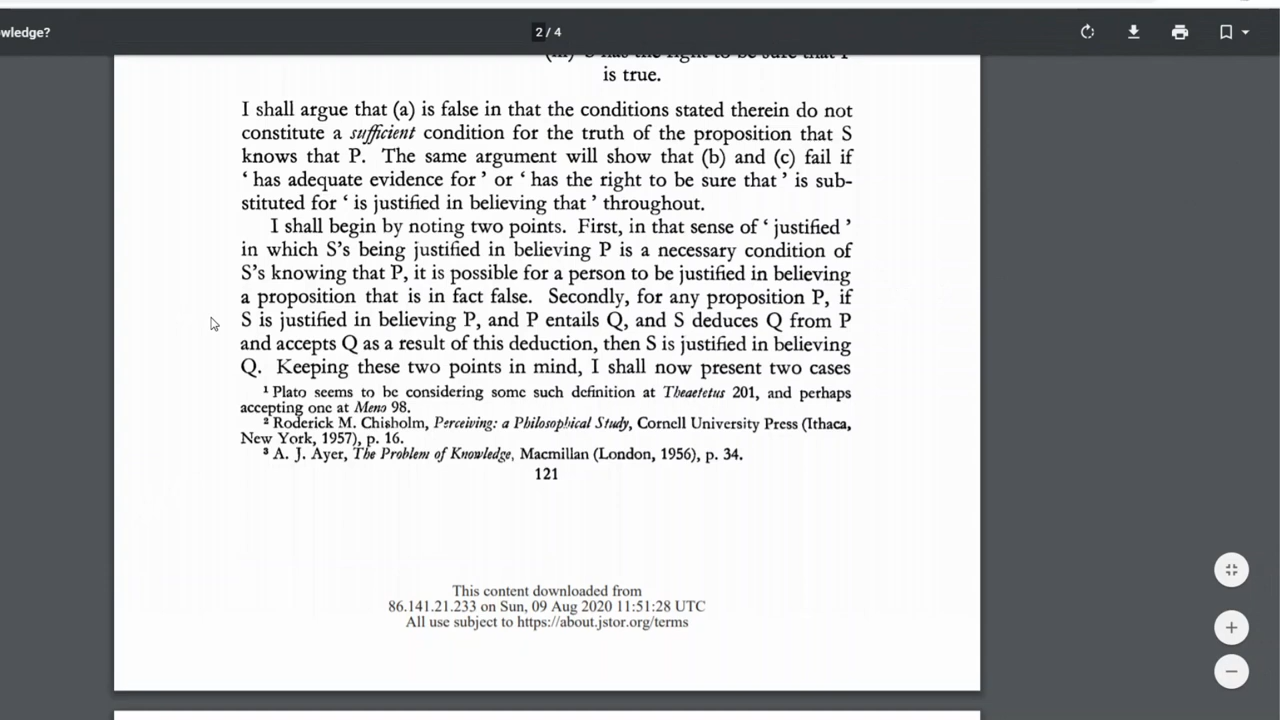 wledge?
2 / 4
is true.
I shall argue that (a) is false in that the conditions stated therein do not
constitute a sufficient condition for the truth of the proposition that S
knows that P. The same argument will show that (b) and (c) fail if
‘ has adequate evidence for ’ or ‘ has the right to be sure that ’ is sub-
stituted for ‘ is justified in believing that ’ throughout.
I shall begin by noting two points. First, in that sense of ‘ justified ’
in which S’s being justified in believing P is a necessary condition of
S’s knowing that P, it is possible for a person to be justified in believing
a proposition that is in fact false. Secondly, for any proposition P, if
S is justified in believing P, and P entails Q, and S deduces Q from P
and accepts Q as a result of this deduction, then S is justified in believing
Q. Keeping these two points in mind, I shall now present two cases
¹ Plato seems to be considering some such definition at Theaetetus 201, and perhaps
accepting one at Meno 98.
² Roderick M. Chisholm, Perceiving: a Philosophical Study, Cornell University Press (Ithaca,
New York, 1957), p. 16.
³ A. J. Ayer, The Problem of Knowledge, Macmillan (London, 1956), p. 34.
121
This content downloaded from
86.141.21.233 on Sun, 09 Aug 2020 11:51:28 UTC
All use subject to https://about.jstor.org/terms